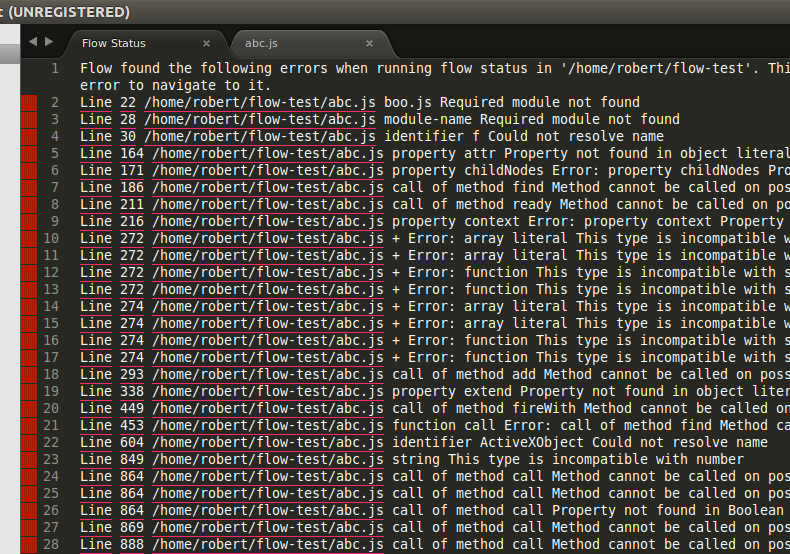 t (UNREGISTERED)
Flow Status × abc.js ×
1 Flow found the following errors when running flow status in '/home/robert/flow-test'. Thi
error to navigate to it.
2 Line 22 /home/robert/flow-test/abc.js boo.js Required module not found
3 Line 28 /home/robert/flow-test/abc.js module-name Required module not found
4 Line 30 /home/robert/flow-test/abc.js identifier f Could not resolve name
5 Line 164 /home/robert/flow-test/abc.js property attr Property not found in object literal
6 Line 171 /home/robert/flow-test/abc.js property childNodes Error: property childNodes Pro
7 Line 186 /home/robert/flow-test/abc.js call of method find Method cannot be called on pos
8 Line 211 /home/robert/flow-test/abc.js call of method ready Method cannot be called on po
9 Line 216 /home/robert/flow-test/abc.js property context Error: property context Property
10 Line 272 /home/robert/flow-test/abc.js + Error: array literal This type is incompatible w
11 Line 272 /home/robert/flow-test/abc.js + Error: array literal This type is incompatible w
12 Line 272 /home/robert/flow-test/abc.js + Error: function This type is incompatible with s
13 Line 272 /home/robert/flow-test/abc.js + Error: function This type is incompatible with s
14 Line 274 /home/robert/flow-test/abc.js + Error: array literal This type is incompatible w
15 Line 274 /home/robert/flow-test/abc.js + Error: array literal This type is incompatible w
16 Line 274 /home/robert/flow-test/abc.js + Error: function This type is incompatible with s
17 Line 274 /home/robert/flow-test/abc.js + Error: function This type is incompatible with s
18 Line 293 /home/robert/flow-test/abc.js call of method add Method cannot be called on poss
19 Line 338 /home/robert/flow-test/abc.js property extend Property not found in object liter
20 Line 449 /home/robert/flow-test/abc.js call of method fireWith Method cannot be called on
21 Line 453 /home/robert/flow-test/abc.js function call Error: call of method find Method ca
22 Line 604 /home/robert/flow-test/abc.js identifier ActiveXObject Could not resolve name
23 Line 849 /home/robert/flow-test/abc.js string This type is incompatible with number
24 Line 864 /home/robert/flow-test/abc.js call of method call Method cannot be called on pos
25 Line 864 /home/robert/flow-test/abc.js call of method call Method cannot be called on pos
26 Line 864 /home/robert/flow-test/abc.js call of method call Property not found in Boolean
27 Line 869 /home/robert/flow-test/abc.js call of method call Method cannot be called on pos
28 Line 888 /home/robert/flow-test/abc.js call of method call Method cannot be called on pos